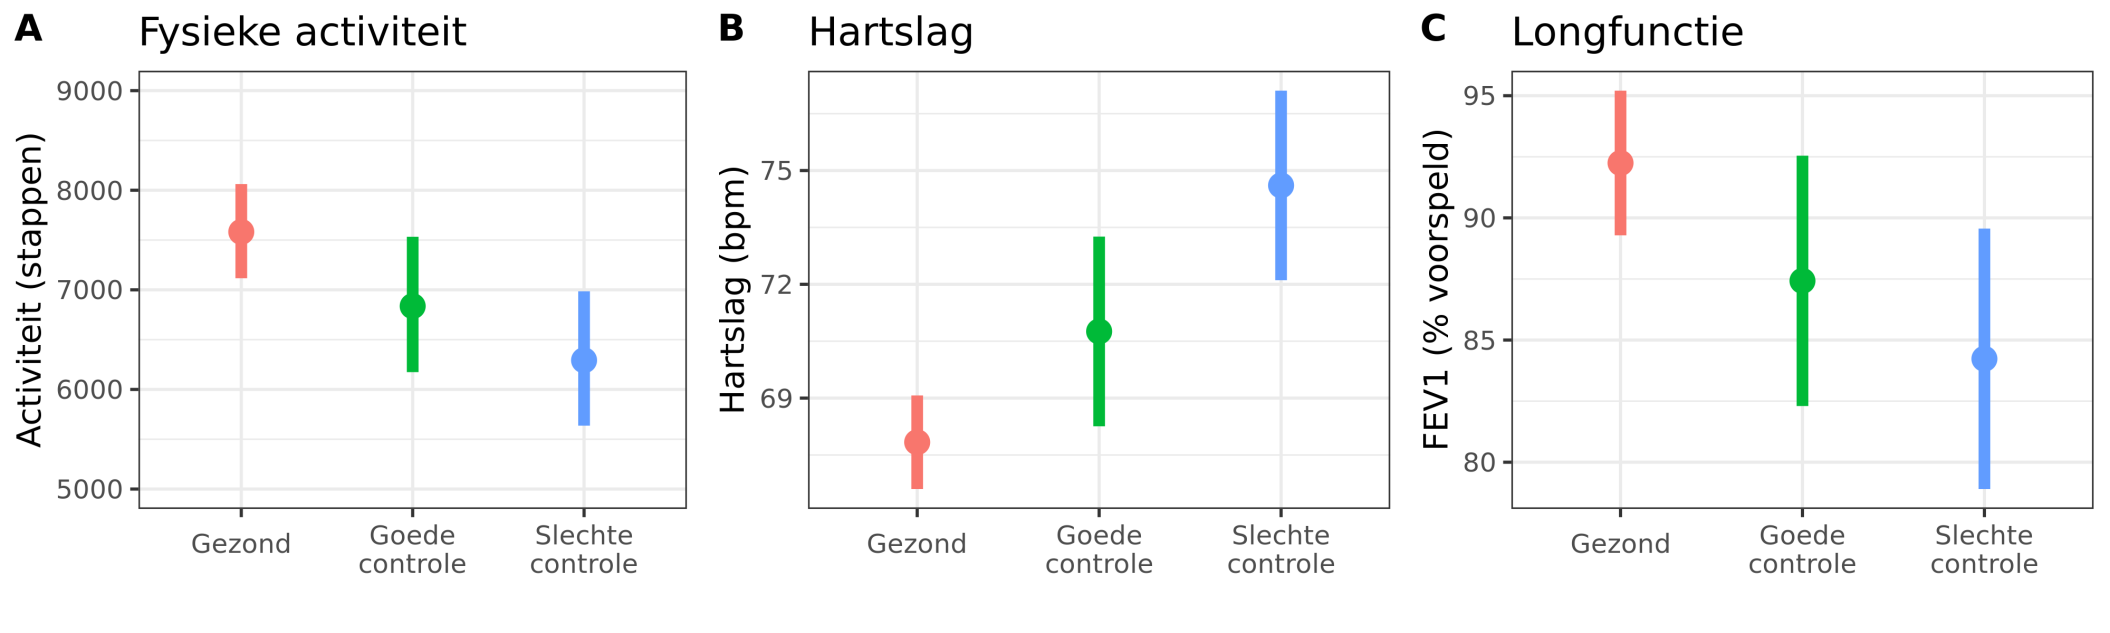 A Fysieke activiteit
Activiteit (stappen)
9000
8000
7000
6000
5000
Gezond
Goede
controle
Slechte
controle
B Hartslag
Hartslag (bpm)
75
72
69
Gezond
Goede
controle
Slechte
controle
C Longfunctie
FEV1 (% voorspeld)
95
90
85
80
Gezond
Goede
controle
Slechte
controle